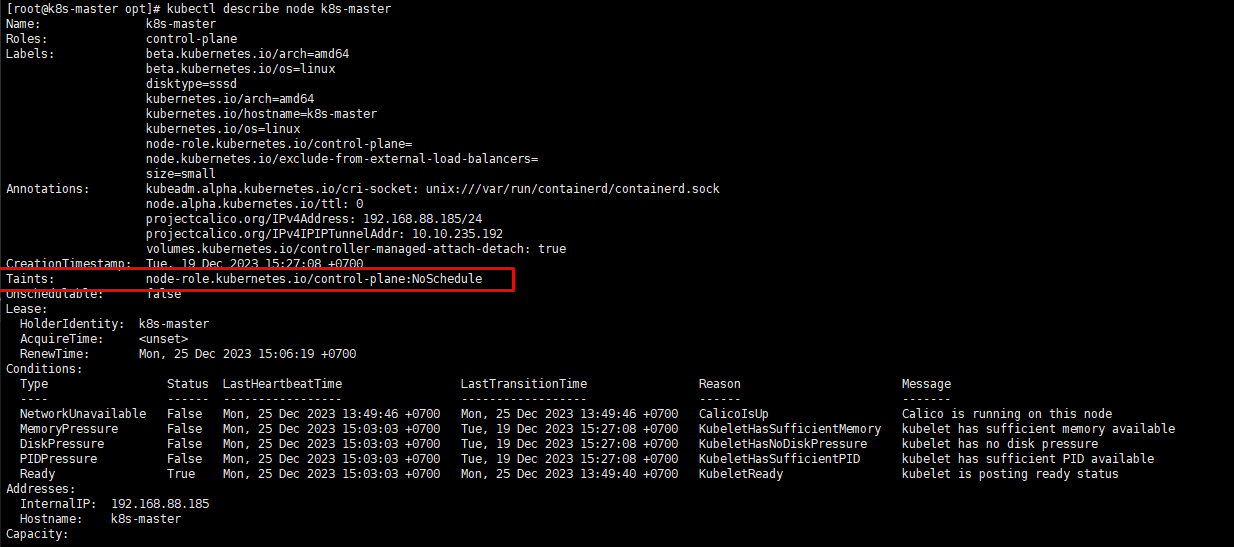 [root@k8s-master opt]# kubectl describe node k8s-master
Name:               k8s-master
Roles:              control-plane
Labels:             beta.kubernetes.io/arch=amd64
                    beta.kubernetes.io/os=linux
                    disktype=sssd
                    kubernetes.io/arch=amd64
                    kubernetes.io/hostname=k8s-master
                    kubernetes.io/os=linux
                    node-role.kubernetes.io/control-plane=
                    node.kubernetes.io/exclude-from-external-load-balancers=
                    size=small
Annotations:        kubeadm.alpha.kubernetes.io/cri-socket: unix:///var/run/containerd/containerd.sock
                    node.alpha.kubernetes.io/ttl: 0
                    projectcalico.org/IPv4Address: 192.168.88.185/24
                    projectcalico.org/IPv4IPIPTunnelAddr: 10.10.235.192
                    volumes.kubernetes.io/controller-managed-attach-detach: true
CreationTimestamp:  Tue, 19 Dec 2023 15:27:08 +0700
Taints:             node-role.kubernetes.io/control-plane:NoSchedule
Unschedulable:      false
Lease:
  HolderIdentity:  k8s-master
  AcquireTime:     <unset>
  RenewTime:       Mon, 25 Dec 2023 15:06:19 +0700
Conditions:
  Type                 Status  LastHeartbeatTime                 LastTransitionTime                Reason                       Message
  ----                 ------  -----------------                 ------------------                ------                       -------
  NetworkUnavailable   False   Mon, 25 Dec 2023 13:49:46 +0700   Mon, 25 Dec 2023 13:49:46 +0700   CalicoIsUp                   Calico is running on this node
  MemoryPressure       False   Mon, 25 Dec 2023 15:03:03 +0700   Tue, 19 Dec 2023 15:27:08 +0700   KubeletHasSufficientMemory   kubelet has sufficient memory available
  DiskPressure         False   Mon, 25 Dec 2023 15:03:03 +0700   Tue, 19 Dec 2023 15:27:08 +0700   KubeletHasNoDiskPressure     kubelet has no disk pressure
  PIDPressure          False   Mon, 25 Dec 2023 15:03:03 +0700   Tue, 19 Dec 2023 15:27:08 +0700   KubeletHasSufficientPID      kubelet has sufficient PID available
  Ready                True    Mon, 25 Dec 2023 15:03:03 +0700   Mon, 25 Dec 2023 13:49:40 +0700   KubeletReady                 kubelet is posting ready status
Addresses:
  InternalIP:  192.168.88.185
  Hostname:    k8s-master
Capacity: